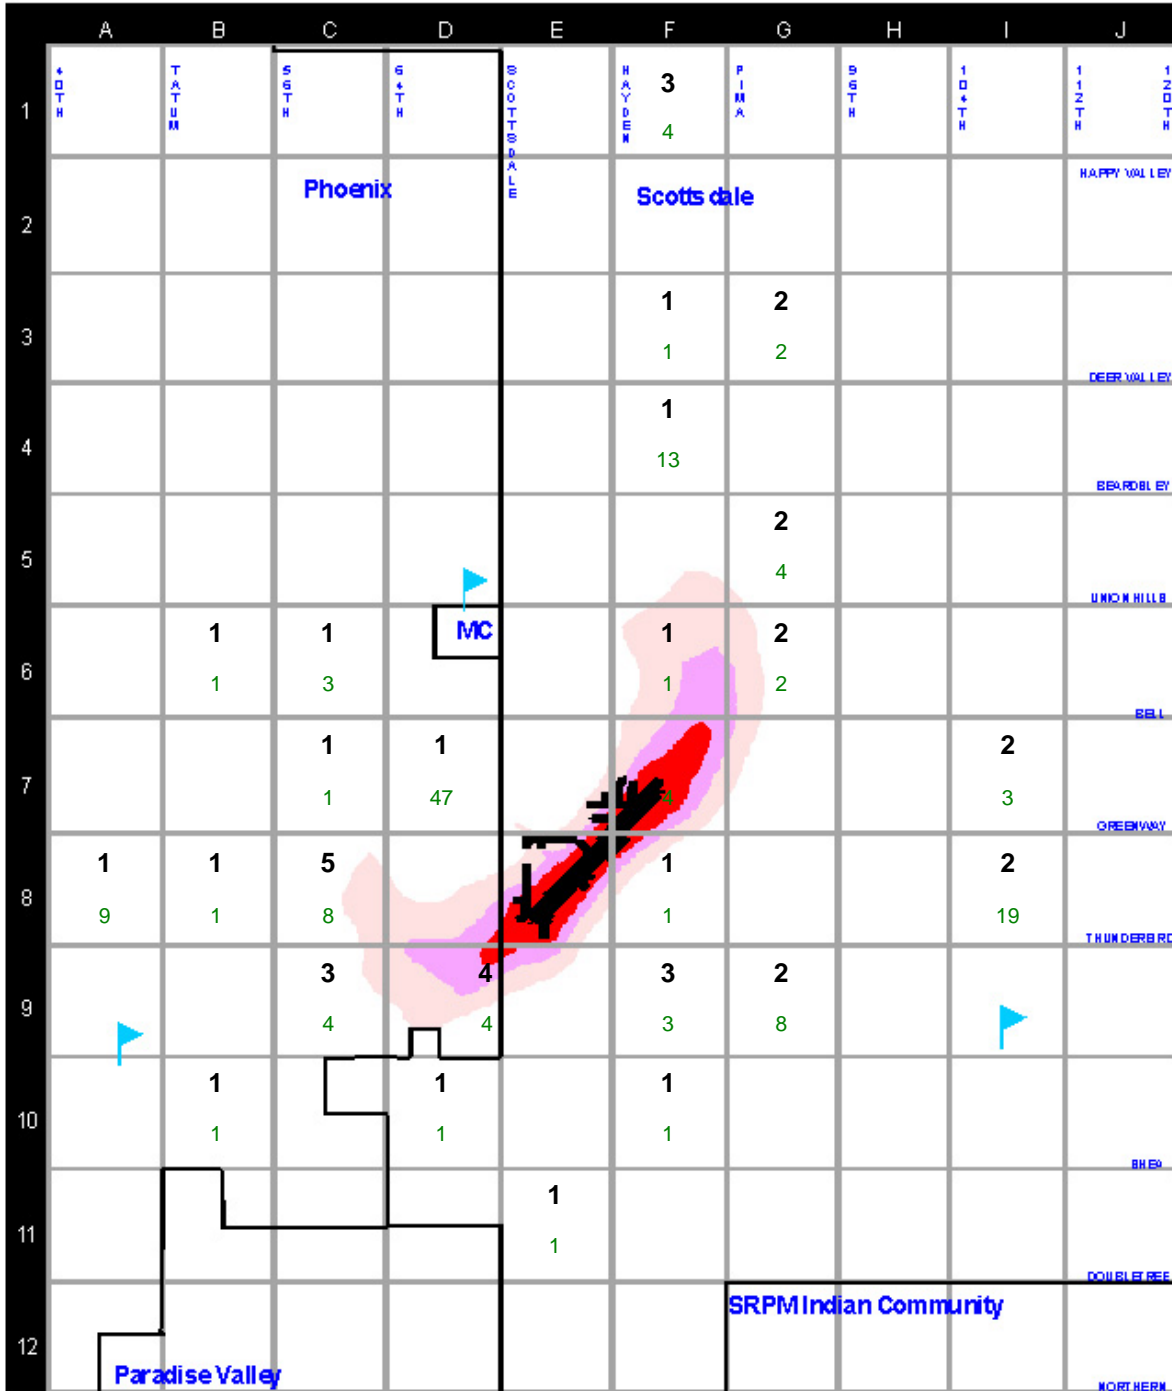 A B C D E F G H I J
40TH TATUM 56TH 64TH SCOTTSDALE HAYDEN PIMA 96TH 104TH 112TH 120TH
3
1
4
HAPPY VALLEY
Phoenix Scottsdale
2
1 2
3
1 2
DEER VALLEY
1
4
13
BEARDSLEY
2
5
4
UNION HILLS
MC
1 1 1 2
6
1 3 1 2
BELL
1 1 2
7
1 47 4 3
GREENWAY
1 1 5 1 2
8
9 1 8 1 19
THUNDERBIRD
3 4 3 2
9
4 4 3 8
1 1 1
10
1 1 1
SHEA
1
11
1
DOUBLETREE
SRPM Indian Community
12
Paradise Valley
NORTHERN